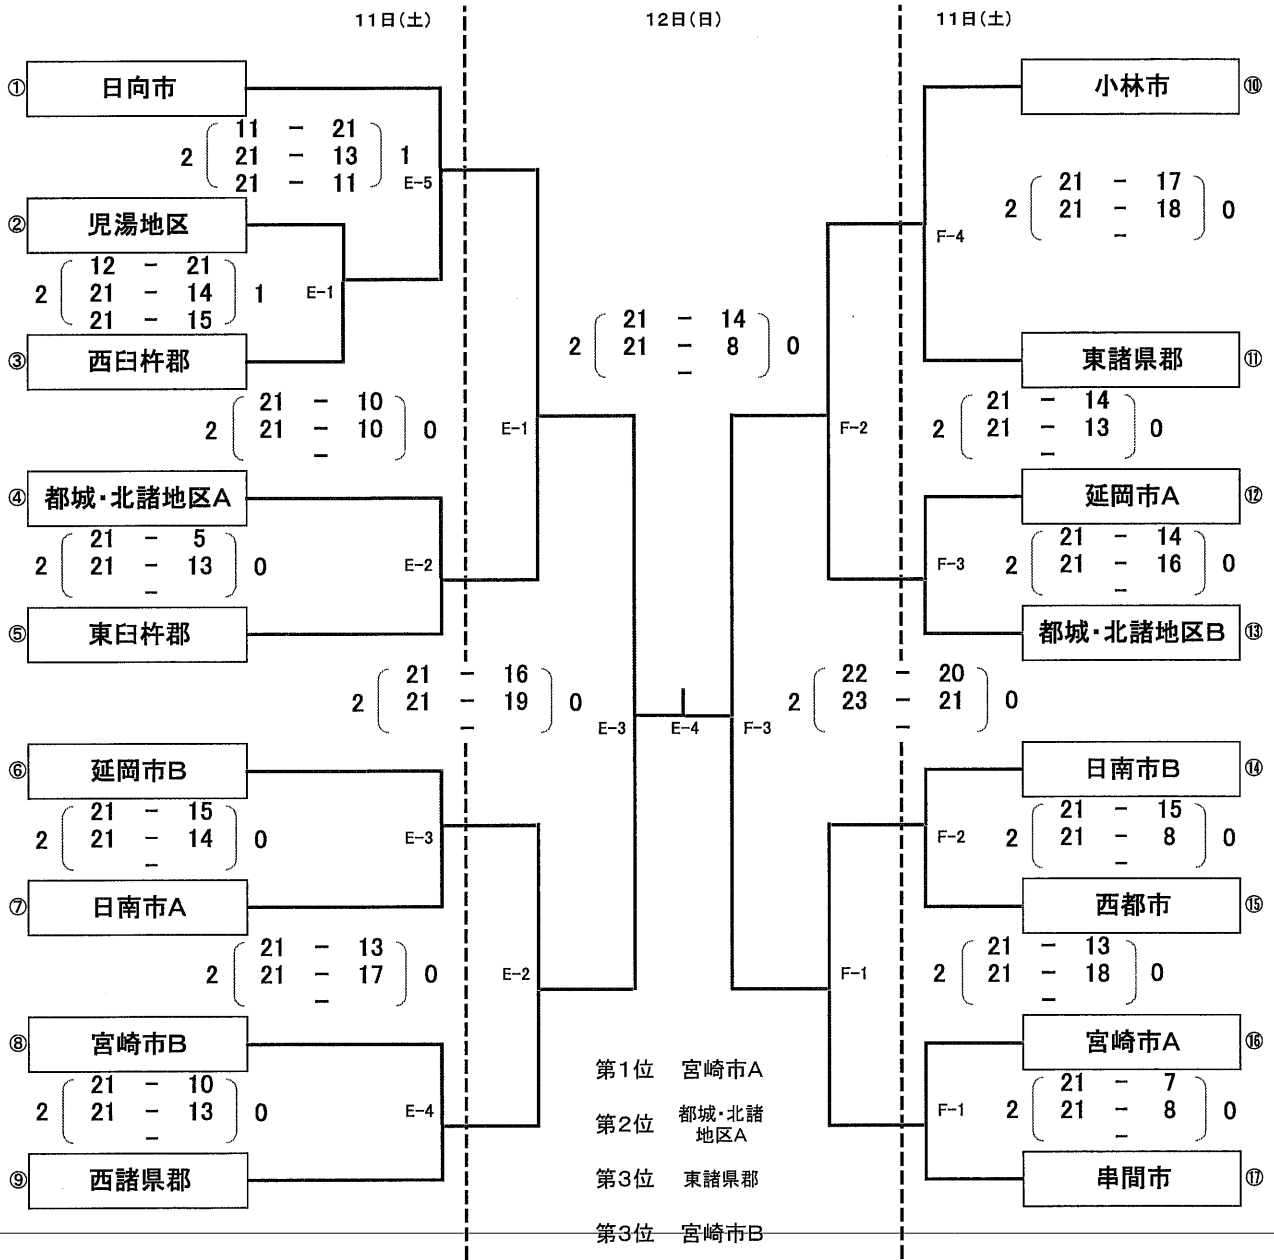 11日(土) 12日(日) 11日(土)
① 日向市
小林市 ⑩
2 11 - 21 1
21 - 13
21 - 11
E-5
2 21 - 17 0
21 - 18
-
F-4
② 児湯地区
2 12 - 21 1
21 - 14
21 - 15
E-1
③ 西臼杵郡
2 21 - 14 0
21 - 8
-
東諸県郡 ⑪
2 21 - 10 0
21 - 10
-
E-1
F-2
2 21 - 14 0
21 - 13
-
④ 都城・北諸地区A
延岡市A ⑫
2 21 - 5 0
21 - 13
-
E-2
F-3
2 21 - 14 0
21 - 16
-
⑤ 東臼杵郡
都城・北諸地区B ⑬
2 21 - 16 0
21 - 19
-
E-3
E-4
F-3
2 22 - 20 0
23 - 21
-
⑥ 延岡市B
日南市B ⑭
2 21 - 15 0
21 - 14
-
E-3
F-2
2 21 - 15 0
21 - 8
-
⑦ 日南市A
西都市 ⑮
2 21 - 13 0
21 - 17
-
E-2
F-1
2 21 - 13 0
21 - 18
-
⑧ 宮崎市B
宮崎市A ⑯
2 21 - 10 0
21 - 13
-
E-4
F-1
2 21 - 7 0
21 - 8
-
⑨ 西諸県郡
串間市 ⑰
第1位 宮崎市A
第2位 都城・北諸
地区A
第3位 東諸県郡
第3位 宮崎市B